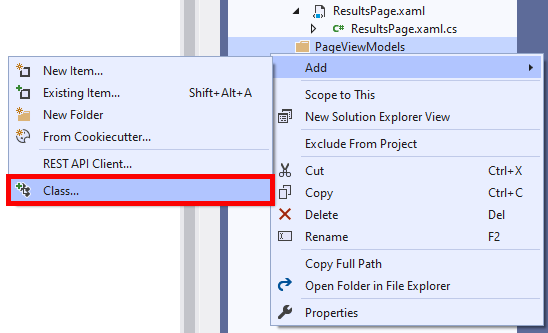 ResultsPage.xaml
C# ResultsPage.xaml.cs
PageViewModels
Add
Scope to This
New Solution Explorer View
Exclude From Project
Cut Ctrl+X
Copy Ctrl+C
Delete Del
Rename F2
Copy Full Path
Open Folder in File Explorer
Properties
New Item...
Existing Item... Shift+Alt+A
New Folder
From Cookiecutter...
REST API Client...
Class...